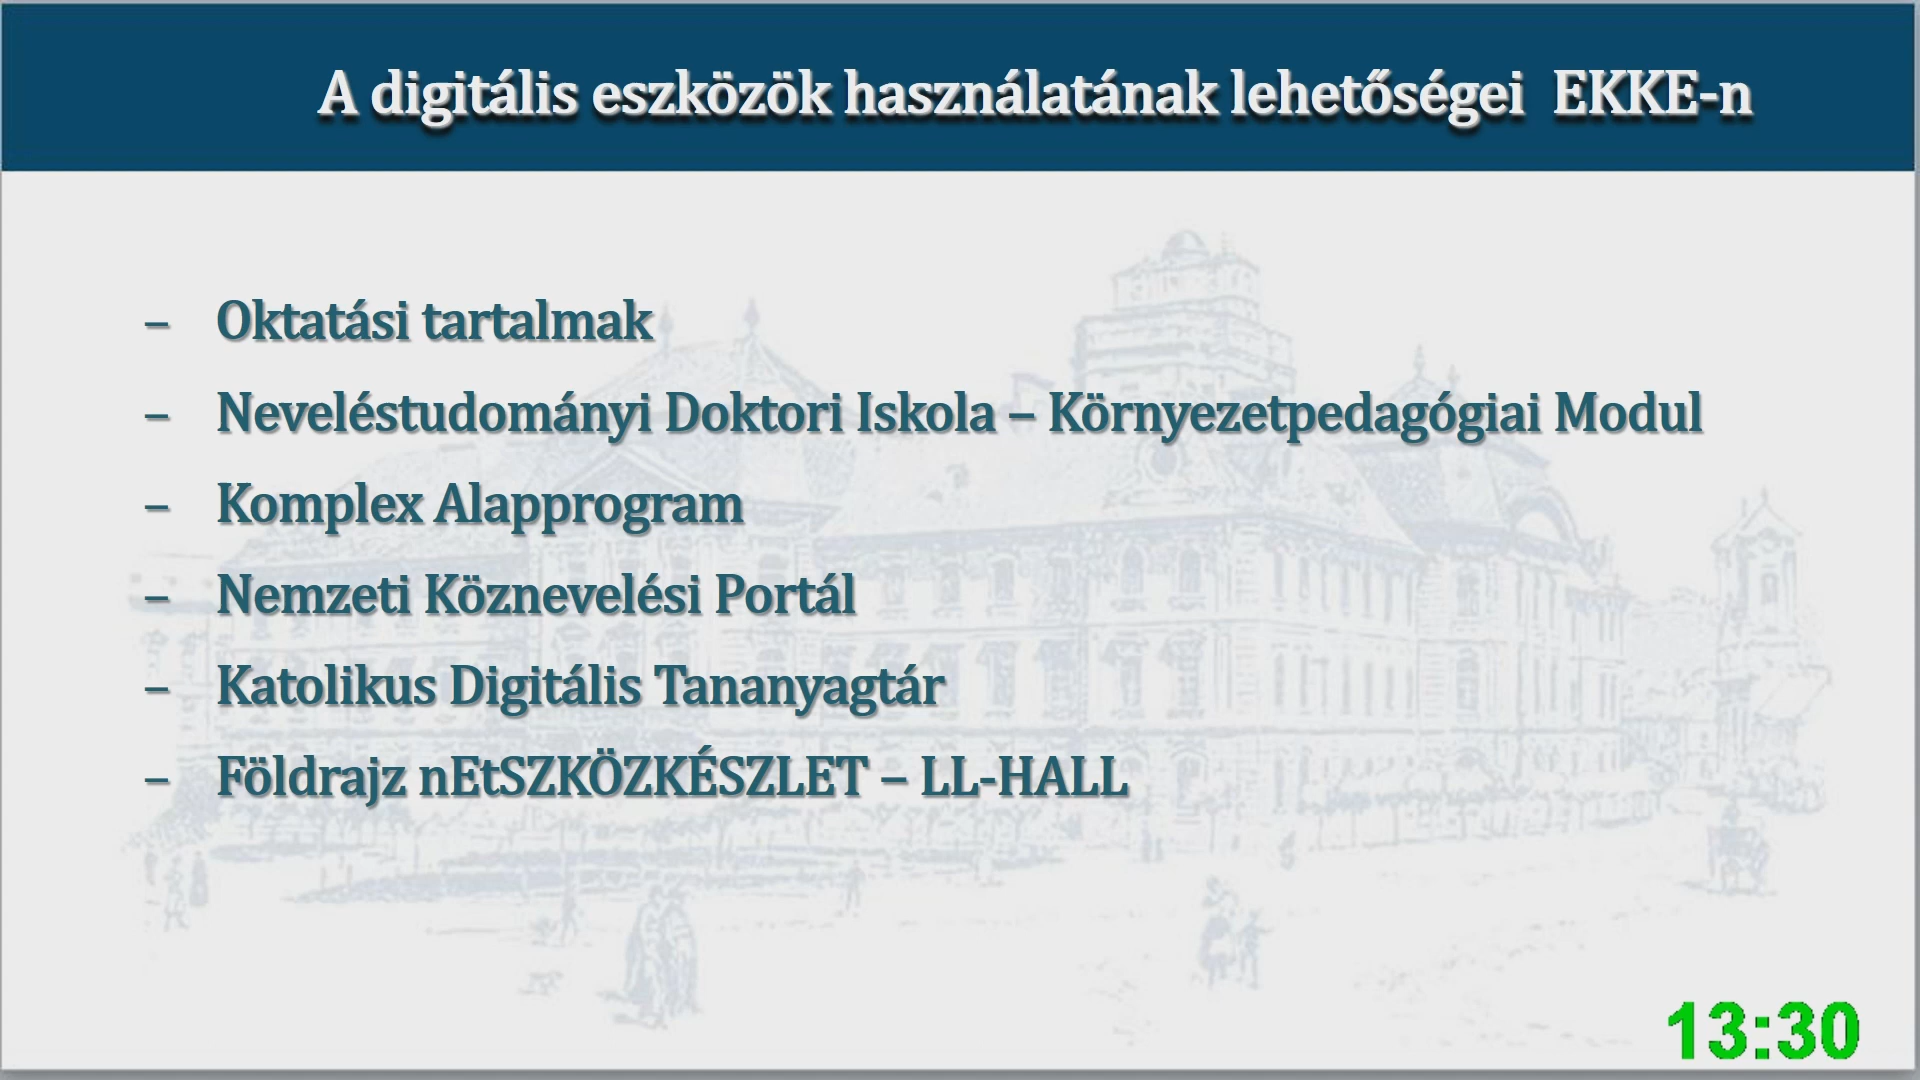 A digitális eszközök használatának lehetőségei EKKE-n
– Oktatási tartalmak
– Neveléstudományi Doktori Iskola – Környezetpedagógiai Modul
– Komplex Alapprogram
– Nemzeti Köznevelési Portál
– Katolikus Digitális Tananyagtár
– Földrajz nEtSZKÖZKÉSZLET – LL-HALL
13:30